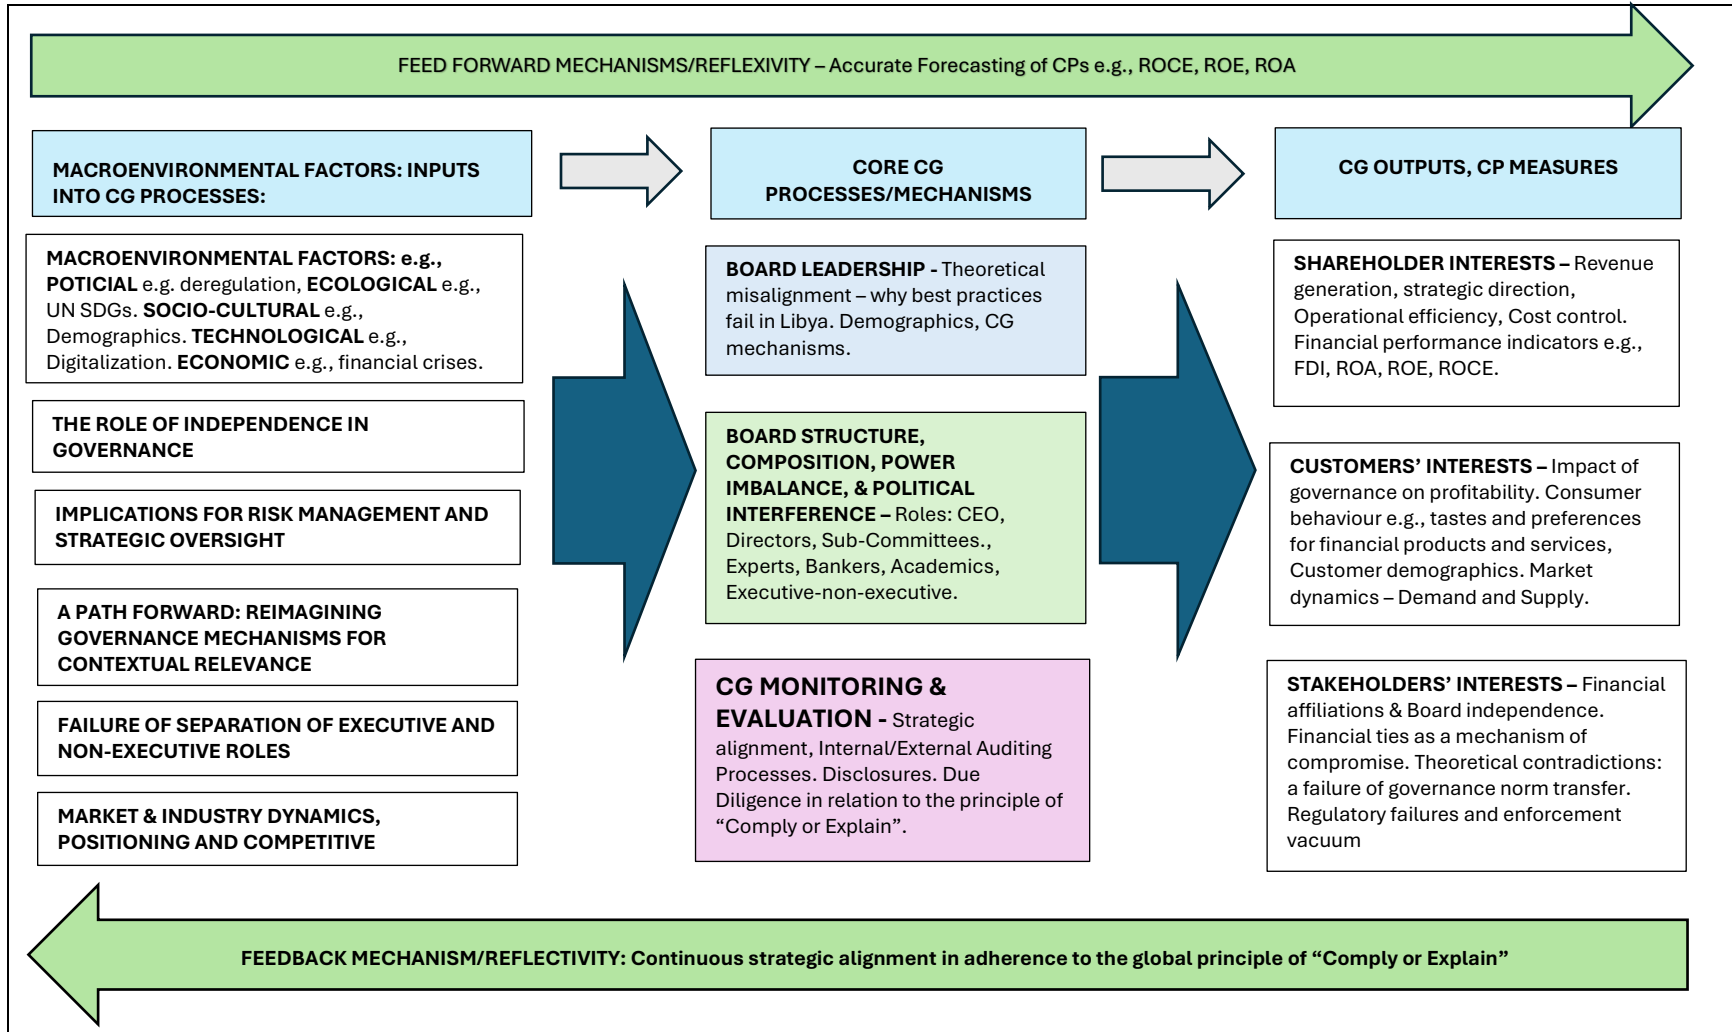 FEED FORWARD MECHANISMS/REFLEXIVITY – Accurate Forecasting of CPs e.g., ROCE, ROE, ROA
MACROENVIRONMENTAL FACTORS: INPUTS
INTO CG PROCESSES:
CORE CG
PROCESSES/MECHANISMS
CG OUTPUTS, CP MEASURES
MACROENVIRONMENTAL FACTORS: e.g.,
POTICIAL e.g. deregulation, ECOLOGICAL e.g.,
UN SDGs. SOCIO-CULTURAL e.g.,
Demographics. TECHNOLOGICAL e.g.,
Digitalization. ECONOMIC e.g., financial crises.
THE ROLE OF INDEPENDENCE IN
GOVERNANCE
IMPLICATIONS FOR RISK MANAGEMENT AND
STRATEGIC OVERSIGHT
A PATH FORWARD: REIMAGINING
GOVERNANCE MECHANISMS FOR
CONTEXTUAL RELEVANCE
FAILURE OF SEPARATION OF EXECUTIVE AND
NON-EXECUTIVE ROLES
MARKET & INDUSTRY DYNAMICS,
POSITIONING AND COMPETITIVE
BOARD LEADERSHIP - Theoretical
misalignment – why best practices
fail in Libya. Demographics, CG
mechanisms.
BOARD STRUCTURE,
COMPOSITION, POWER
IMBALANCE, & POLITICAL
INTERFERENCE – Roles: CEO,
Directors, Sub-Committees.,
Experts, Bankers, Academics,
Executive-non-executive.
CG MONITORING &
EVALUATION - Strategic
alignment, Internal/External Auditing
Processes. Disclosures. Due
Diligence in relation to the principle of
“Comply or Explain”.
SHAREHOLDER INTERESTS – Revenue
generation, strategic direction,
Operational efficiency, Cost control.
Financial performance indicators e.g.,
FDI, ROA, ROE, ROCE.
CUSTOMERS’ INTERESTS – Impact of
governance on profitability. Consumer
behaviour e.g., tastes and preferences
for financial products and services,
Customer demographics. Market
dynamics – Demand and Supply.
STAKEHOLDERS’ INTERESTS – Financial
affiliations & Board independence.
Financial ties as a mechanism of
compromise. Theoretical contradictions:
a failure of governance norm transfer.
Regulatory failures and enforcement
vacuum
FEEDBACK MECHANISM/REFLECTIVITY: Continuous strategic alignment in adherence to the global principle of “Comply or Explain”